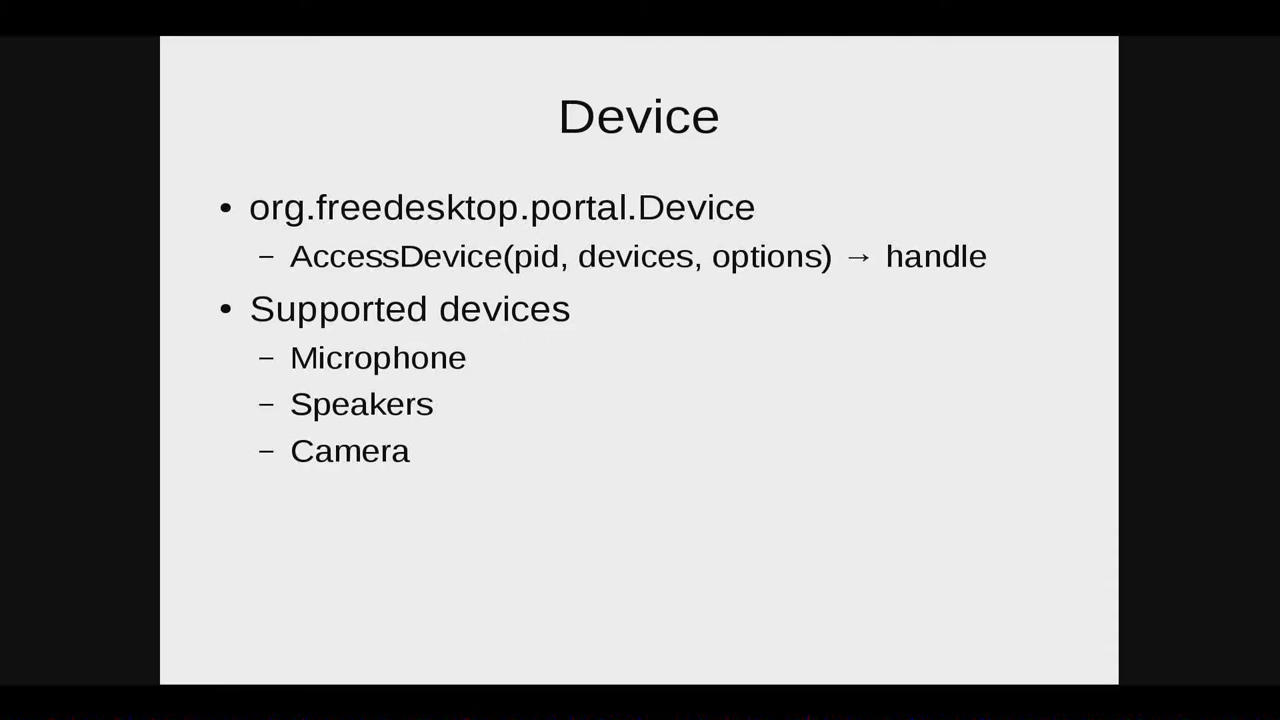 Device
• org.freedesktop.portal.Device
– AccessDevice(pid, devices, options) → handle
• Supported devices
– Microphone
– Speakers
– Camera